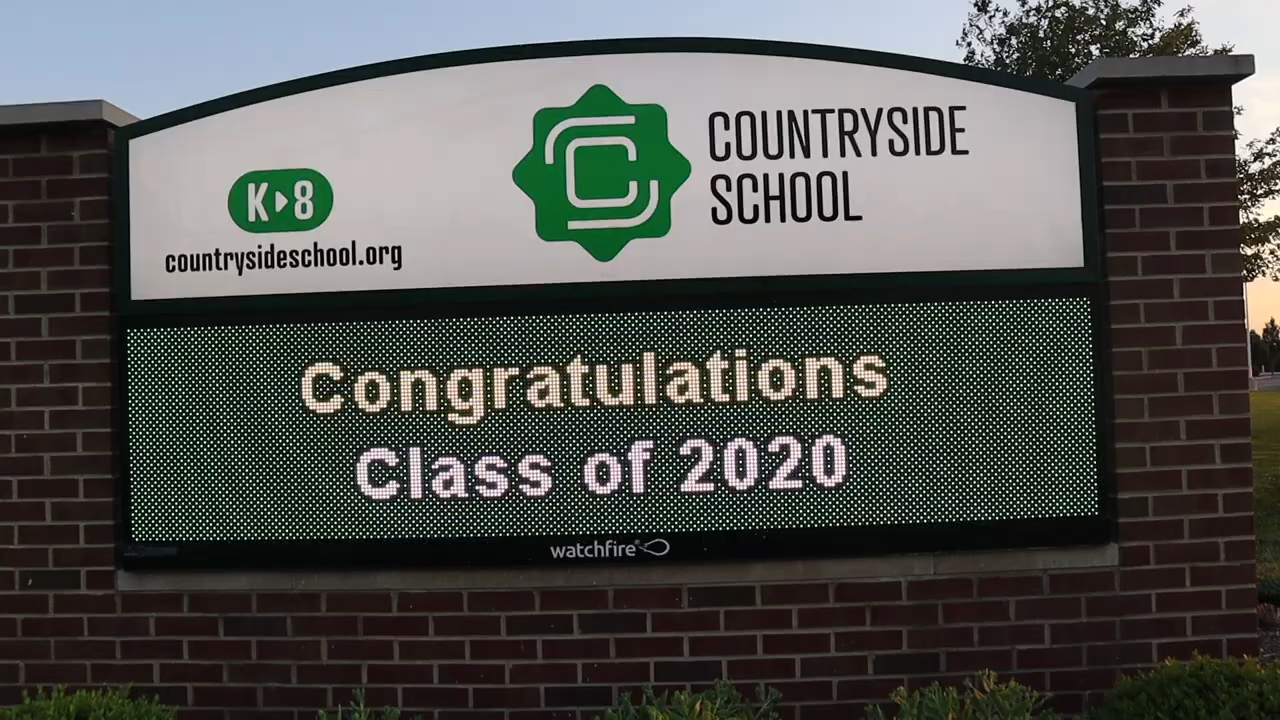 COUNTRYSIDE
SCHOOL
K▸8
countrysideschool.org
Congratulations
Class of 2020
watchfire®